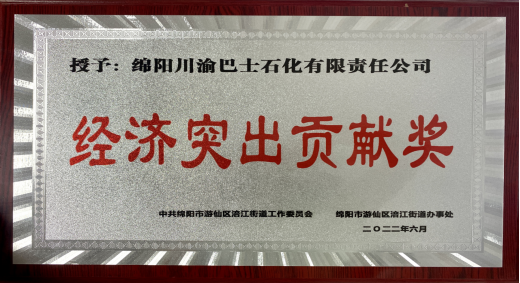 授予：绵阳川渝巴士石化有限责任公司
经济突出贡献奖
中共绵阳市游仙区涪江街道工作委员会 绵阳市游仙区涪江街道办事处
二〇二二年六月